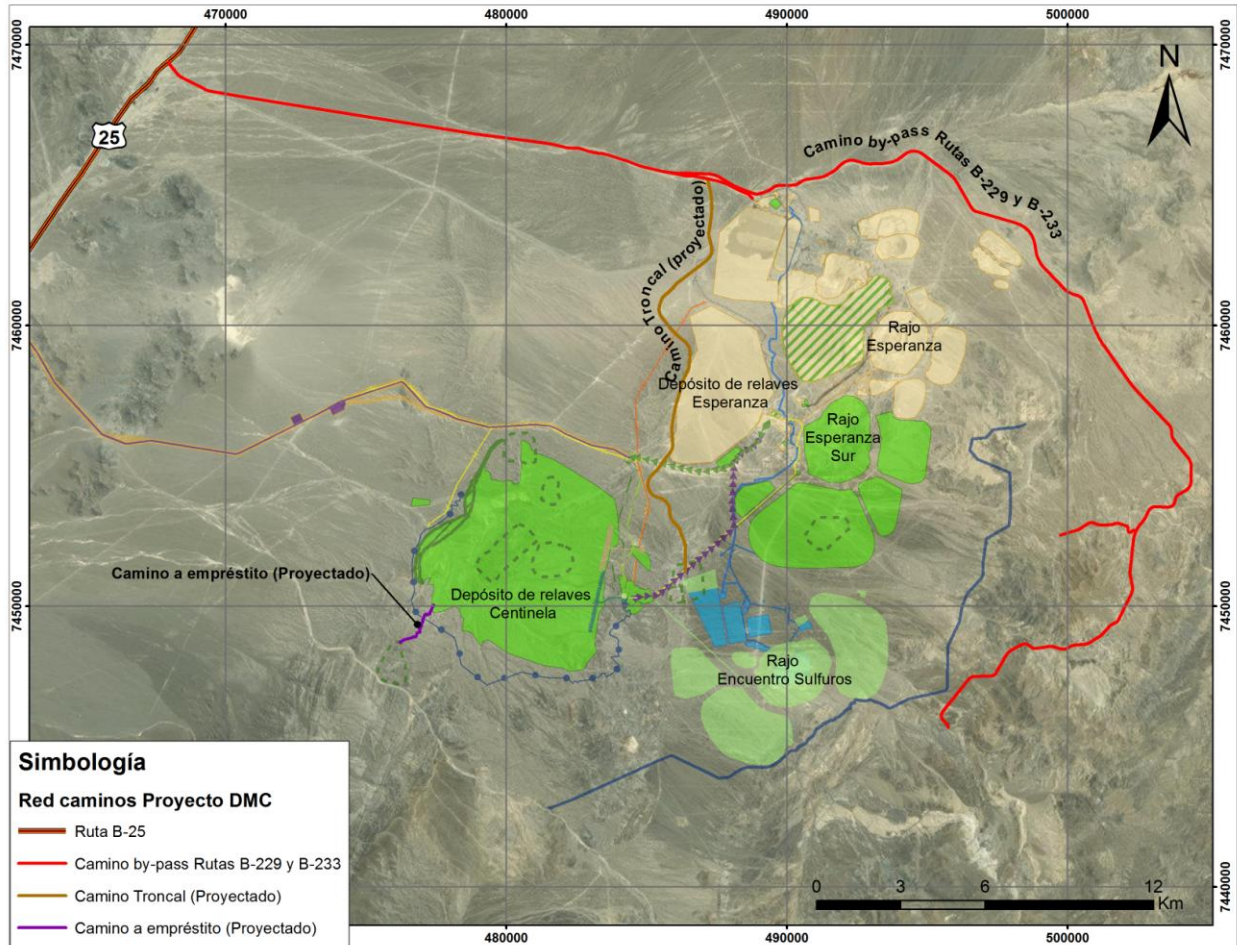 470000
480000
490000
500000
7470000
7470000
N
25
Camino by-pass Rutas B-229 y B-233
Camino Troncal (proyectado)
7460000
7460000
Rajo
Esperanza
Depósito de relaves
Esperanza
Rajo
Esperanza
Sur
Camino a empréstito (Proyectado)
Depósito de relaves
Centinela
7450000
7450000
Rajo
Encuentro Sulfuros
Simbología
Red caminos Proyecto DMC
Ruta B-25
Camino by-pass Rutas B-229 y B-233
Camino Troncal (Proyectado)
Camino a empréstito (Proyectado)
0
3
6
12
Km
7440000
480000
490000
500000